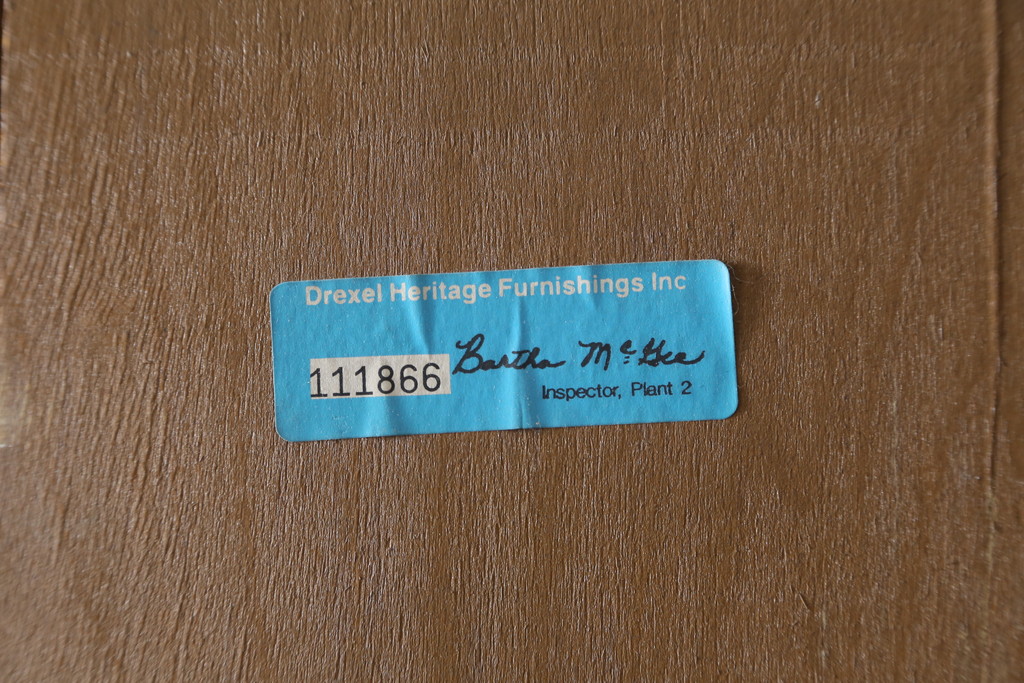 Drexel Heritage Furnishings Inc
111866 Bartha McGee
Inspector, Plant 2